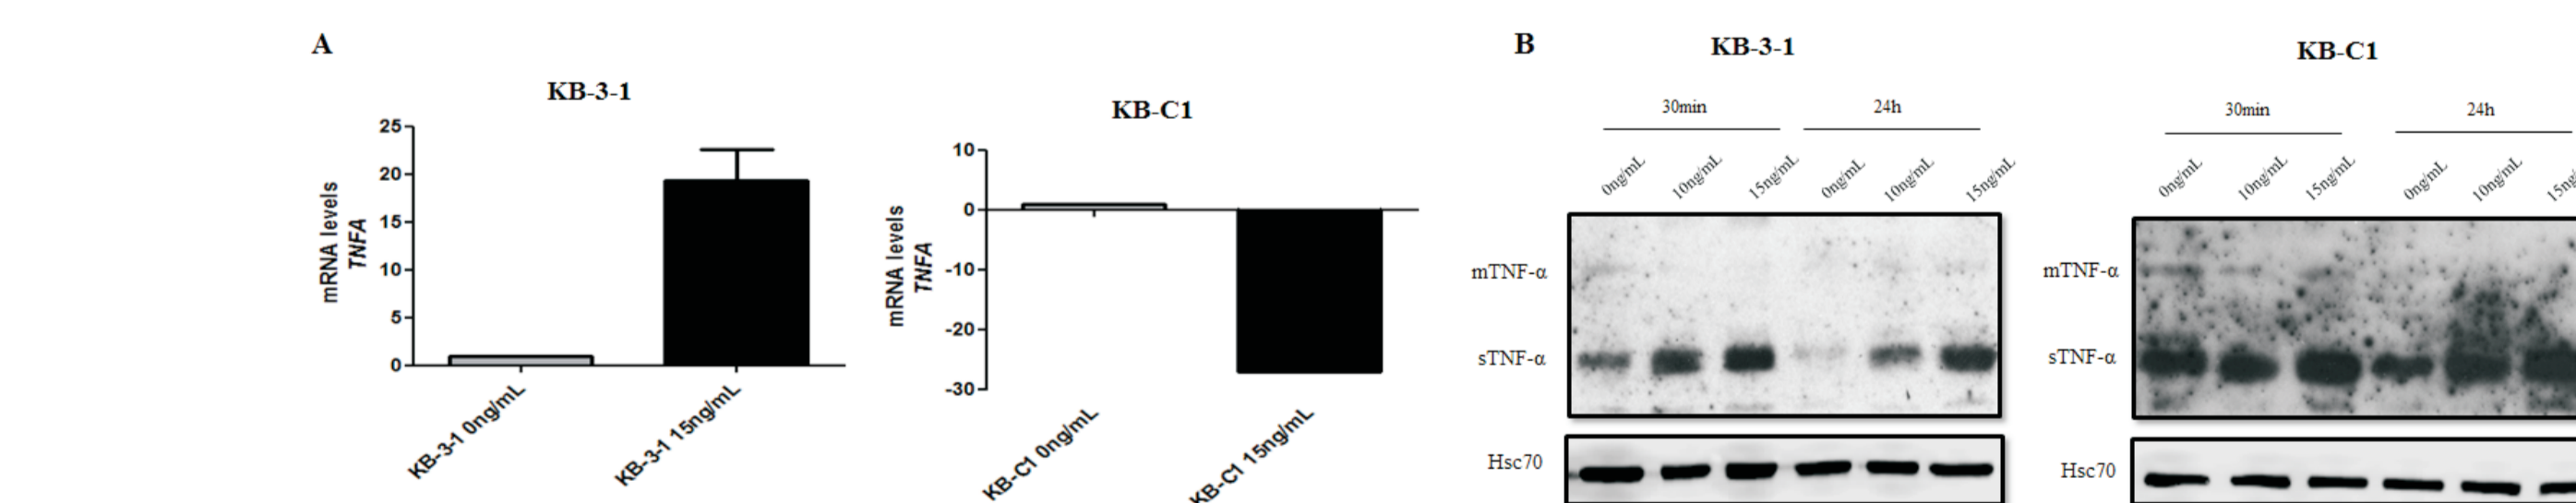 A
KB-3-1
mRNA levels
TNFA
25
20
15
10
5
0
KB-3-1 0ng/mL
KB-3-1 15ng/mL
KB-C1
mRNA levels
TNFA
10
0
-10
-20
-30
KB-C1 0ng/mL
KB-C1 15ng/mL
B
KB-3-1
30min
24h
0ng/mL
10ng/mL
15ng/mL
0ng/mL
10ng/mL
15ng/mL
mTNF-α
sTNF-α
Hsc70
KB-C1
30min
24h
0ng/mL
10ng/mL
15ng/mL
0ng/mL
10ng/mL
mTNF-α
sTNF-α
Hsc70